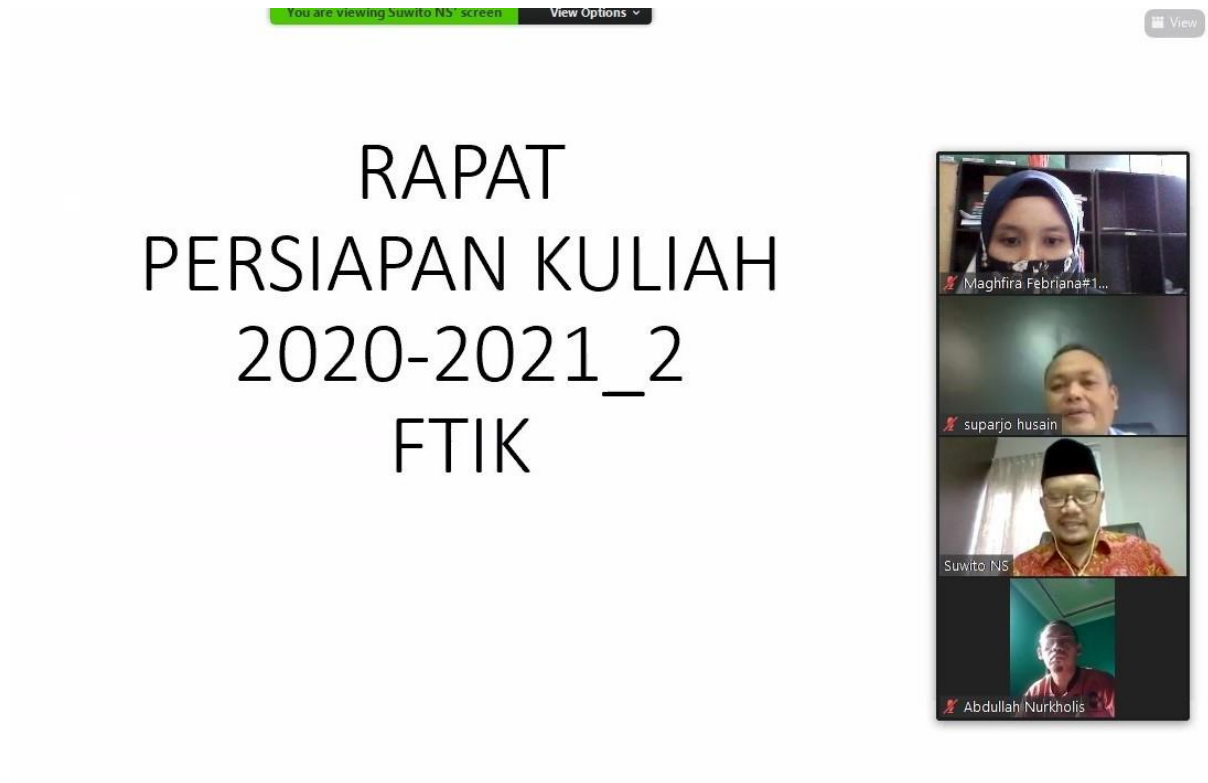 You are viewing Suwito NS' screen
View Options
View
RAPAT
PERSIAPAN KULIAH
2020-2021_2
FTIK
Maghfira Febriana#1...
suparjo husain
Suwito NS
Abdullah Nurkholis